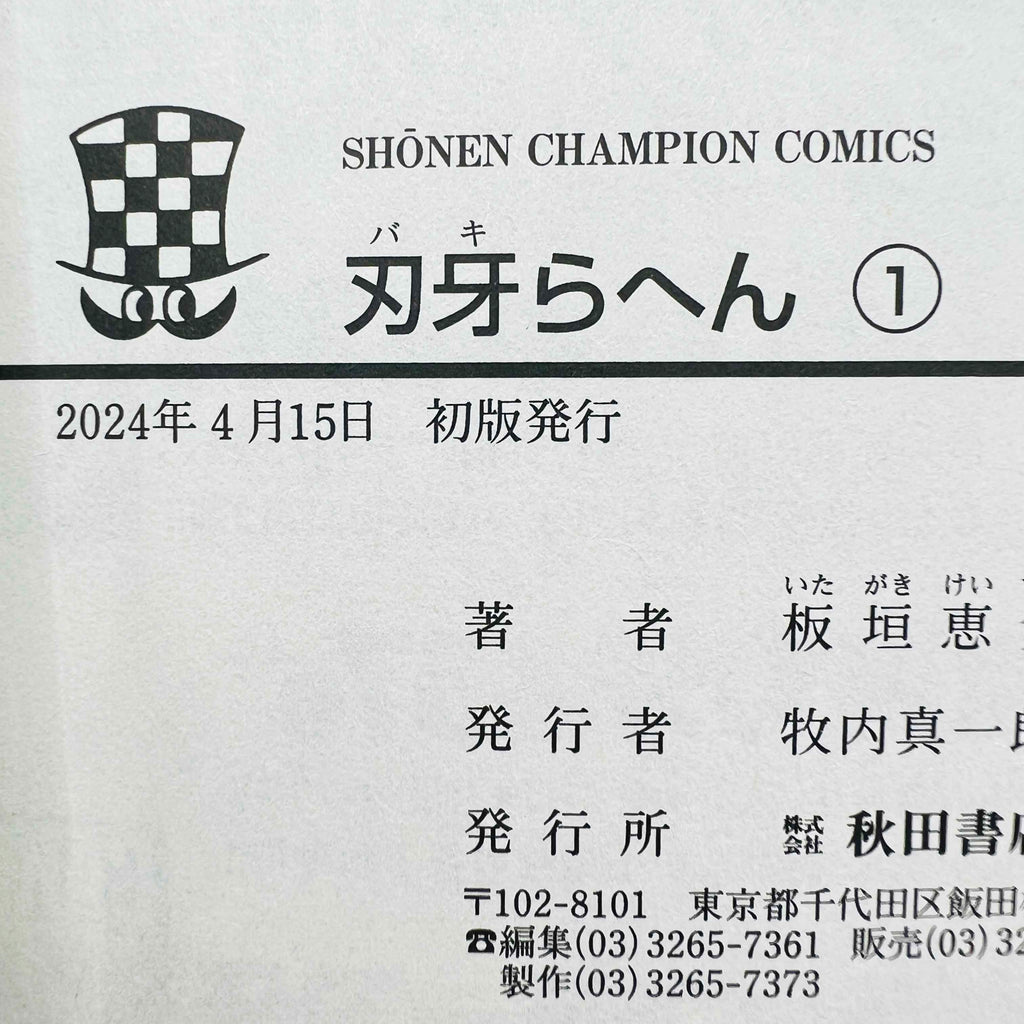 SHŌNEN CHAMPION COMICS
バキ
刃牙らへん ①
2024年4月15日 初版発行
いた がき けい
著者 板垣恵
発行者 牧内真一
発行所 株式会社 秋田書
〒102-8101 東京都千代田区飯田
☎編集(03)3265-7361 販売(03)32
製作(03)3265-7373